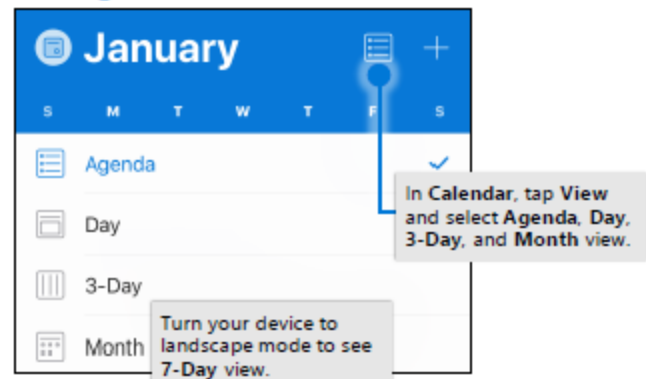 January
S M T W T F S
Agenda
In Calendar, tap View
and select Agenda, Day,
3-Day, and Month view.
Day
3-Day
Turn your device to
landscape mode to see
7-Day view.
Month